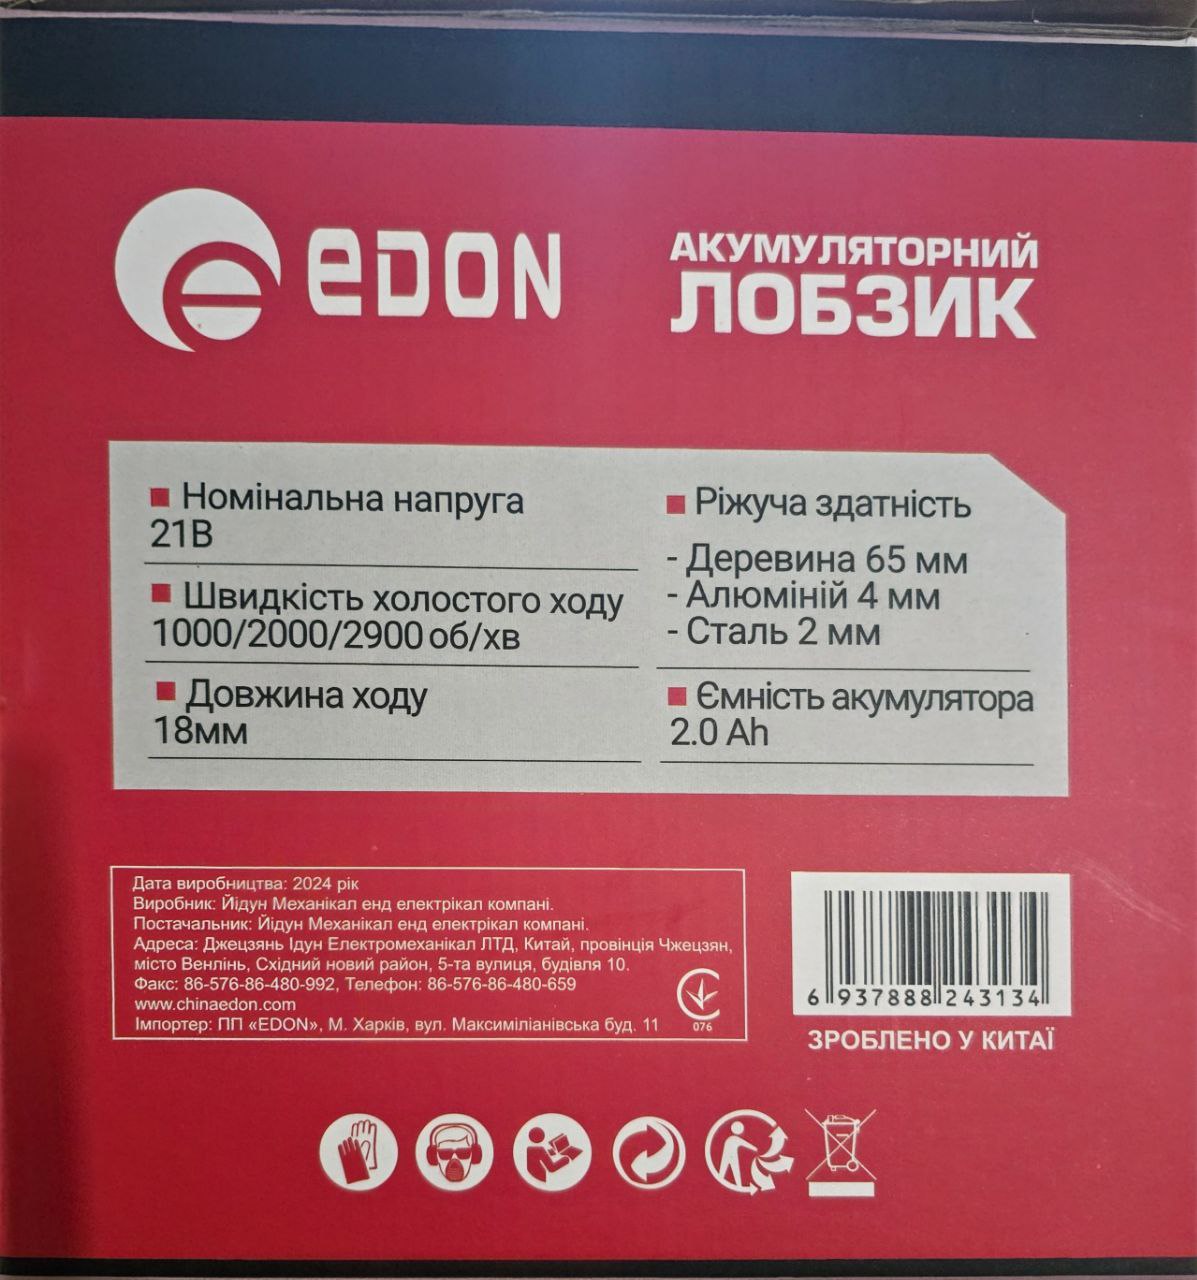 eDON
АКУМУЛЯТОРНИЙ
ЛОБЗИК
Номінальна напруга
21В
Швидкість холостого ходу
1000/2000/2900 об/хв
Довжина ходу
18мм
Ріжуча здатність
- Деревина 65 мм
- Алюміній 4 мм
- Сталь 2 мм
Ємність акумулятора
2.0 Ah
Дата виробництва: 2024 рік
Виробник: Йідун Механікал енд електрікал компані.
Постачальник: Йідун Механікал енд електрікал компані.
Адреса: Джецзянь Ідун Електромеханікал ЛТД, Китай, провінція Чжецзян,
місто Венлінь, Східний новий район, 5-та вулиця, будівля 10.
Факс: 86-576-86-480-992, Телефон: 86-576-86-480-659
www.chinaedon.com
Імпортер: ПП «EDON», М. Харків, вул. Максиміліанівська буд. 11
076
6 937888 243134
ЗРОБЛЕНО У КИТАЇ